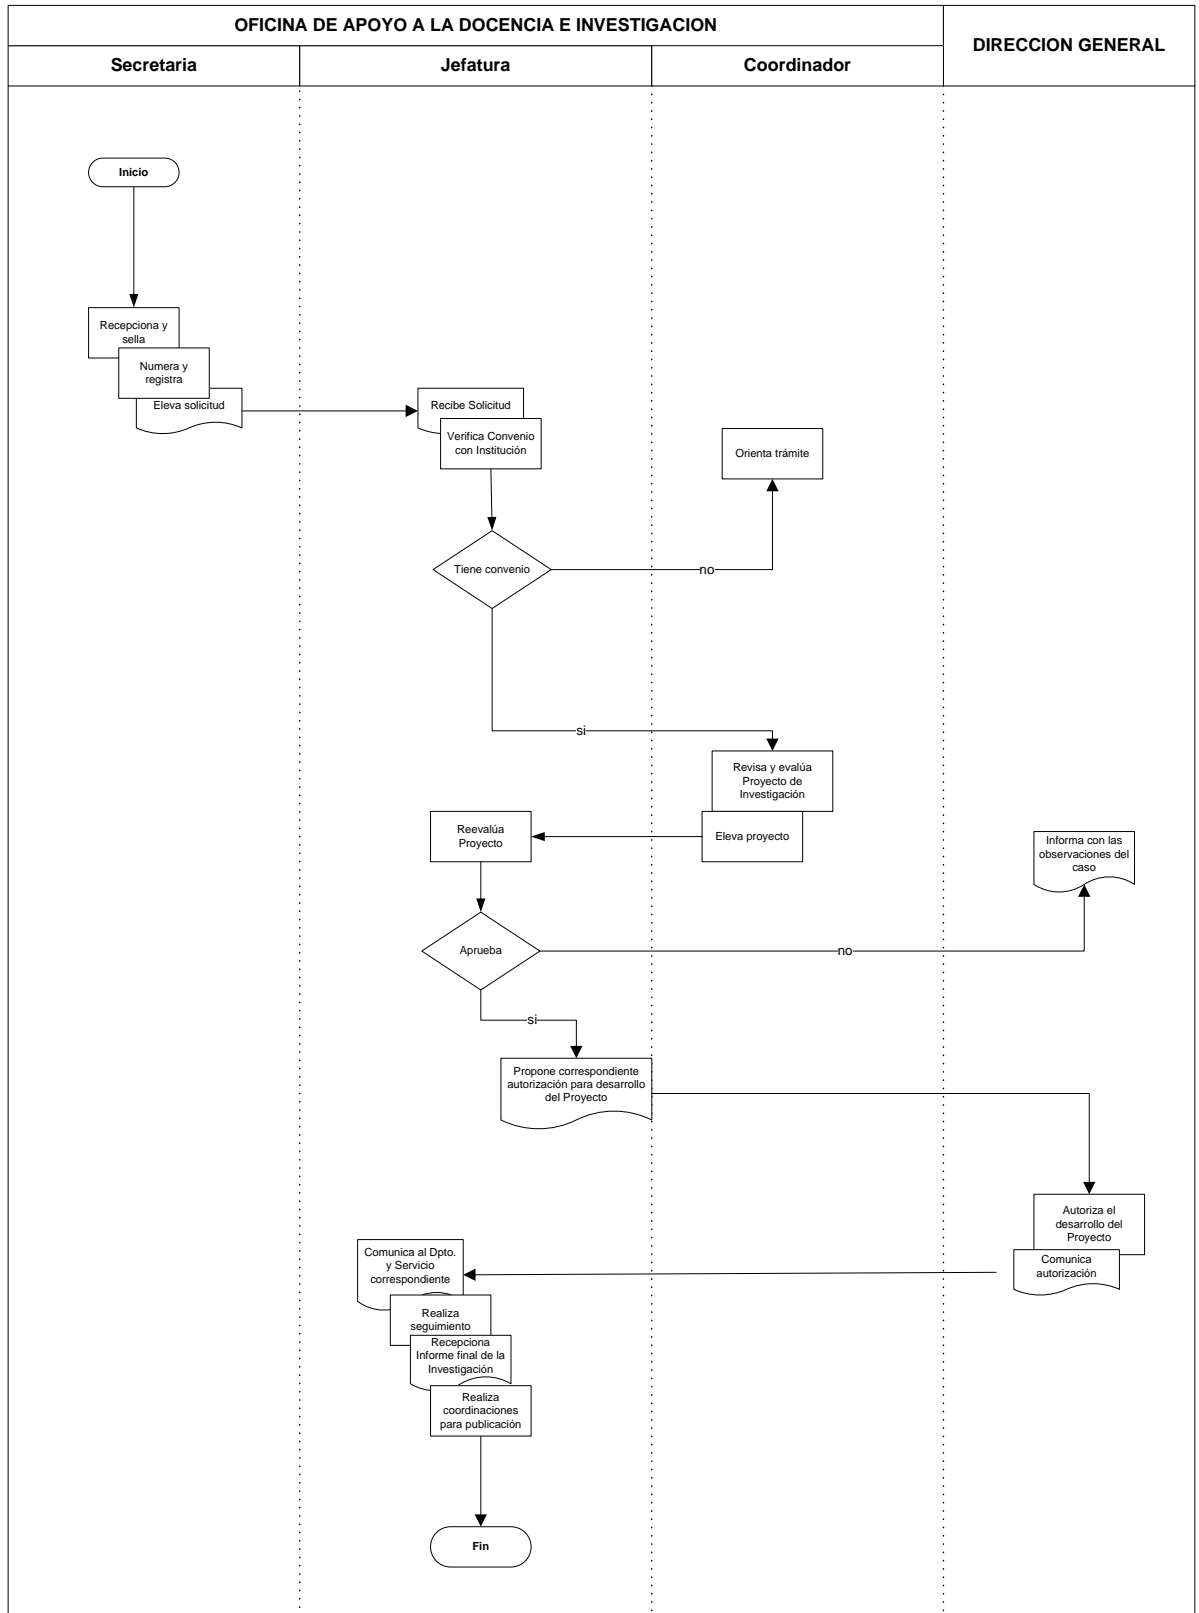 OFICINA DE APOYO A LA DOCENCIA E INVESTIGACION
DIRECCION GENERAL
Secretaria
Jefatura
Coordinador
Inicio
Recepciona y
sella
Numera y
registra
Eleva solicitud
Recibe Solicitud
Verifica Convenio
con Institución
Orienta trámite
Tiene convenio
no
si
Revisa y evalúa
Proyecto de
Investigación
Eleva proyecto
Reevalúa
Proyecto
Informa con las
observaciones del
caso
Aprueba
no
si
Propone correspondiente
autorización para desarrollo
del Proyecto
Autoriza el
desarrollo del
Proyecto
Comunica
autorización
Comunica al Dpto.
y Servicio
correspondiente
Realiza
seguimiento
Recepciona
Informe final de la
Investigación
Realiza
coordinaciones
para publicación
Fin